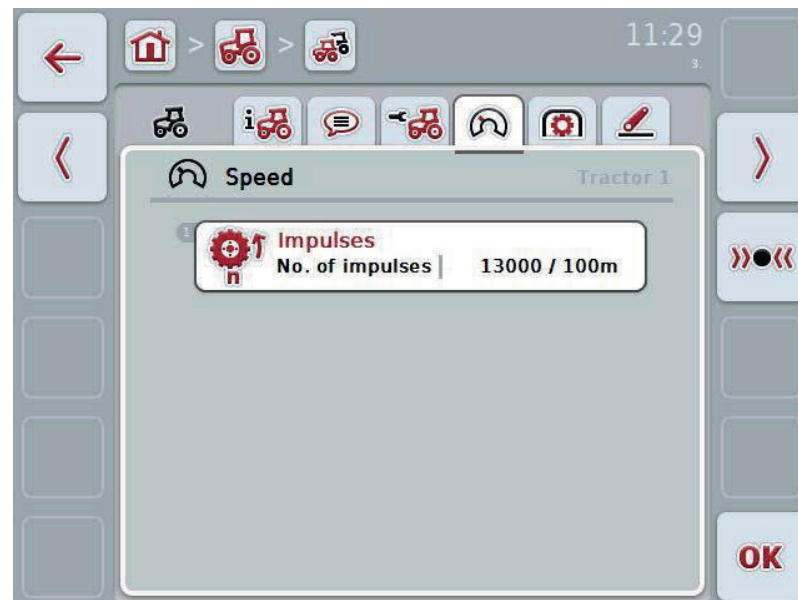 > >
11:29
3.
i
Speed
Tractor 1
1
Impulses
No. of impulses 13000 / 100m
n
OK